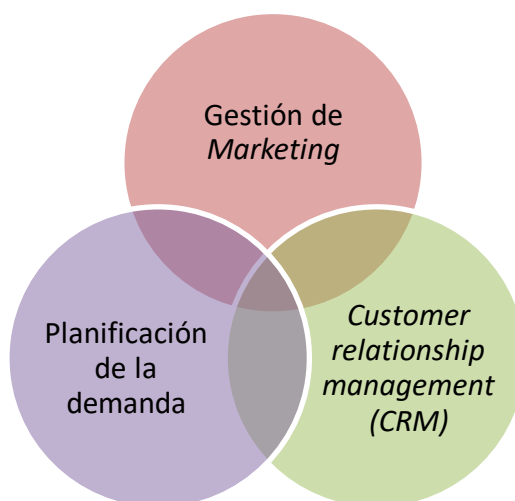 Gestión de
Marketing
Planificación
de la
demanda
Customer
relationship
management
(CRM)